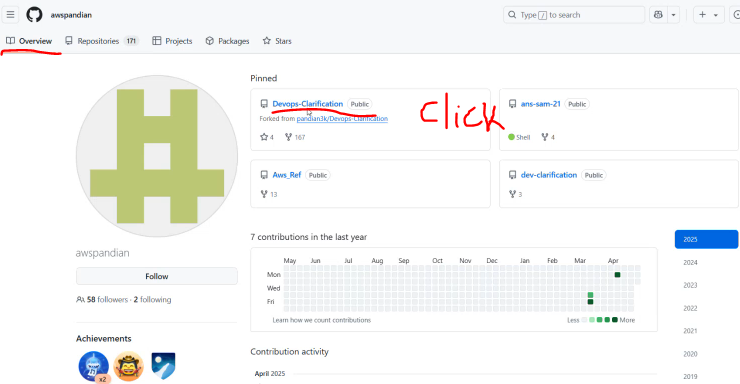 awspandian
Type / to search
Overview
Repositories 171
Projects
Packages
Stars
Pinned
Devops-Clarification Public
Forked from pandian3k/Devops-Clarification
4 167
click
ans-sam-21 Public
Shell 4
Aws_Ref Public
13
dev-clarification Public
3
awspandian
Follow
58 followers · 2 following
Achievements
x2
7 contributions in the last year
May Jun Jul Aug Sep Oct Nov Dec Jan Feb Mar Apr
Mon
Wed
Fri
Learn how we count contributions
Less More
Contribution activity
April 2025
2025
2024
2023
2022
2021
2020
2019